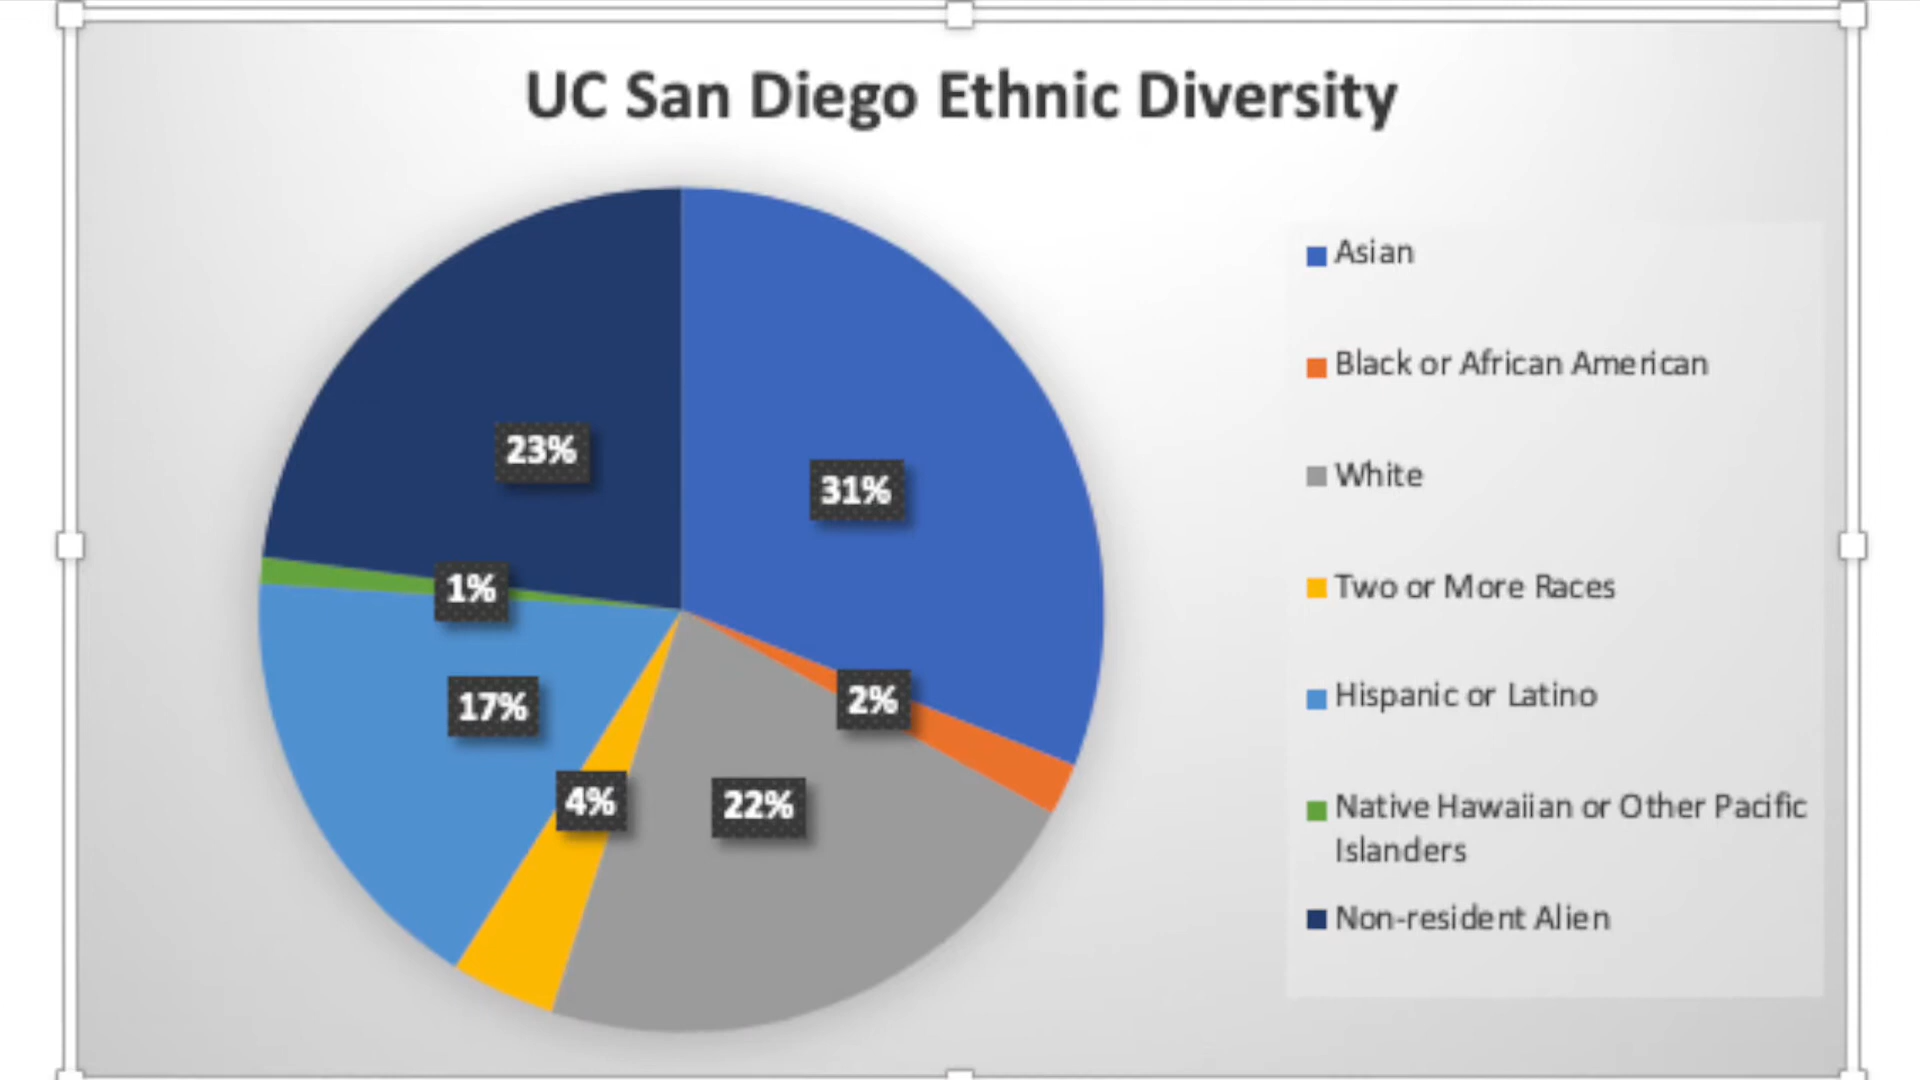 UC San Diego Ethnic Diversity
23%
31%
1%
2%
17%
4%
22%
Asian
Black or African American
White
Two or More Races
Hispanic or Latino
Native Hawaiian or Other Pacific
Islanders
Non-resident Alien